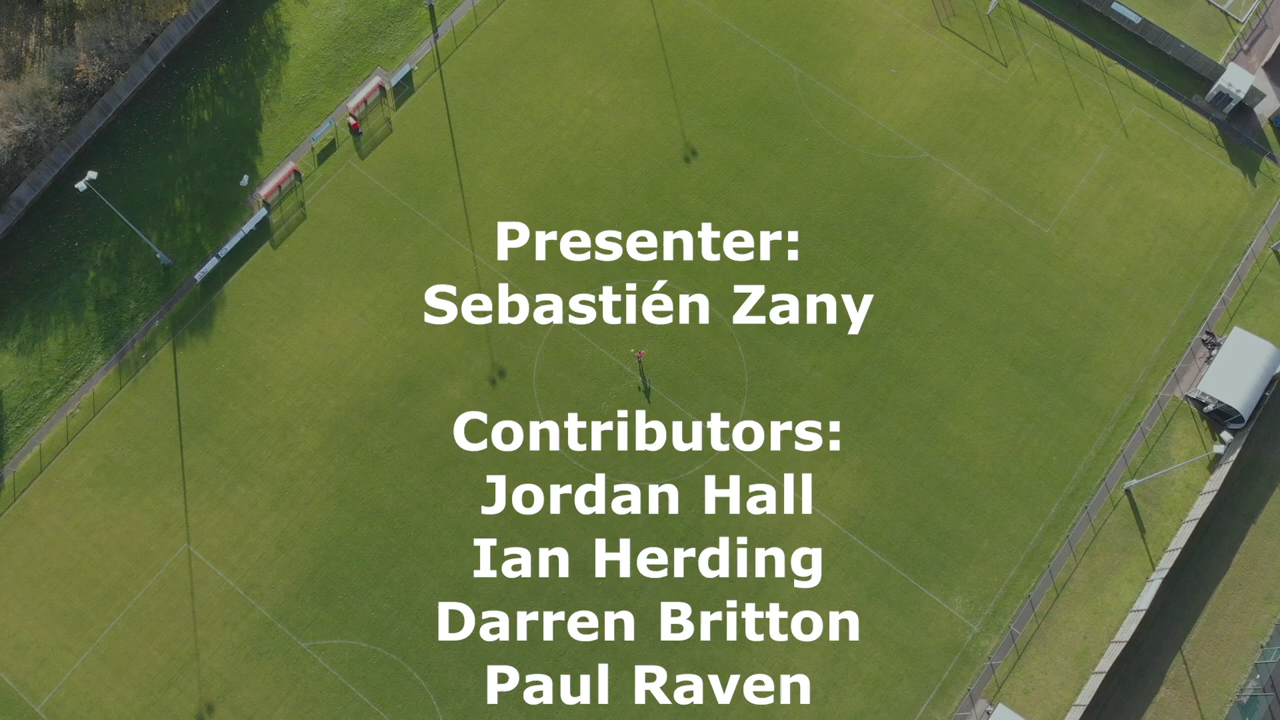 Presenter:
Sebastién Zany
Contributors:
Jordan Hall
Ian Herding
Darren Britton
Paul Raven